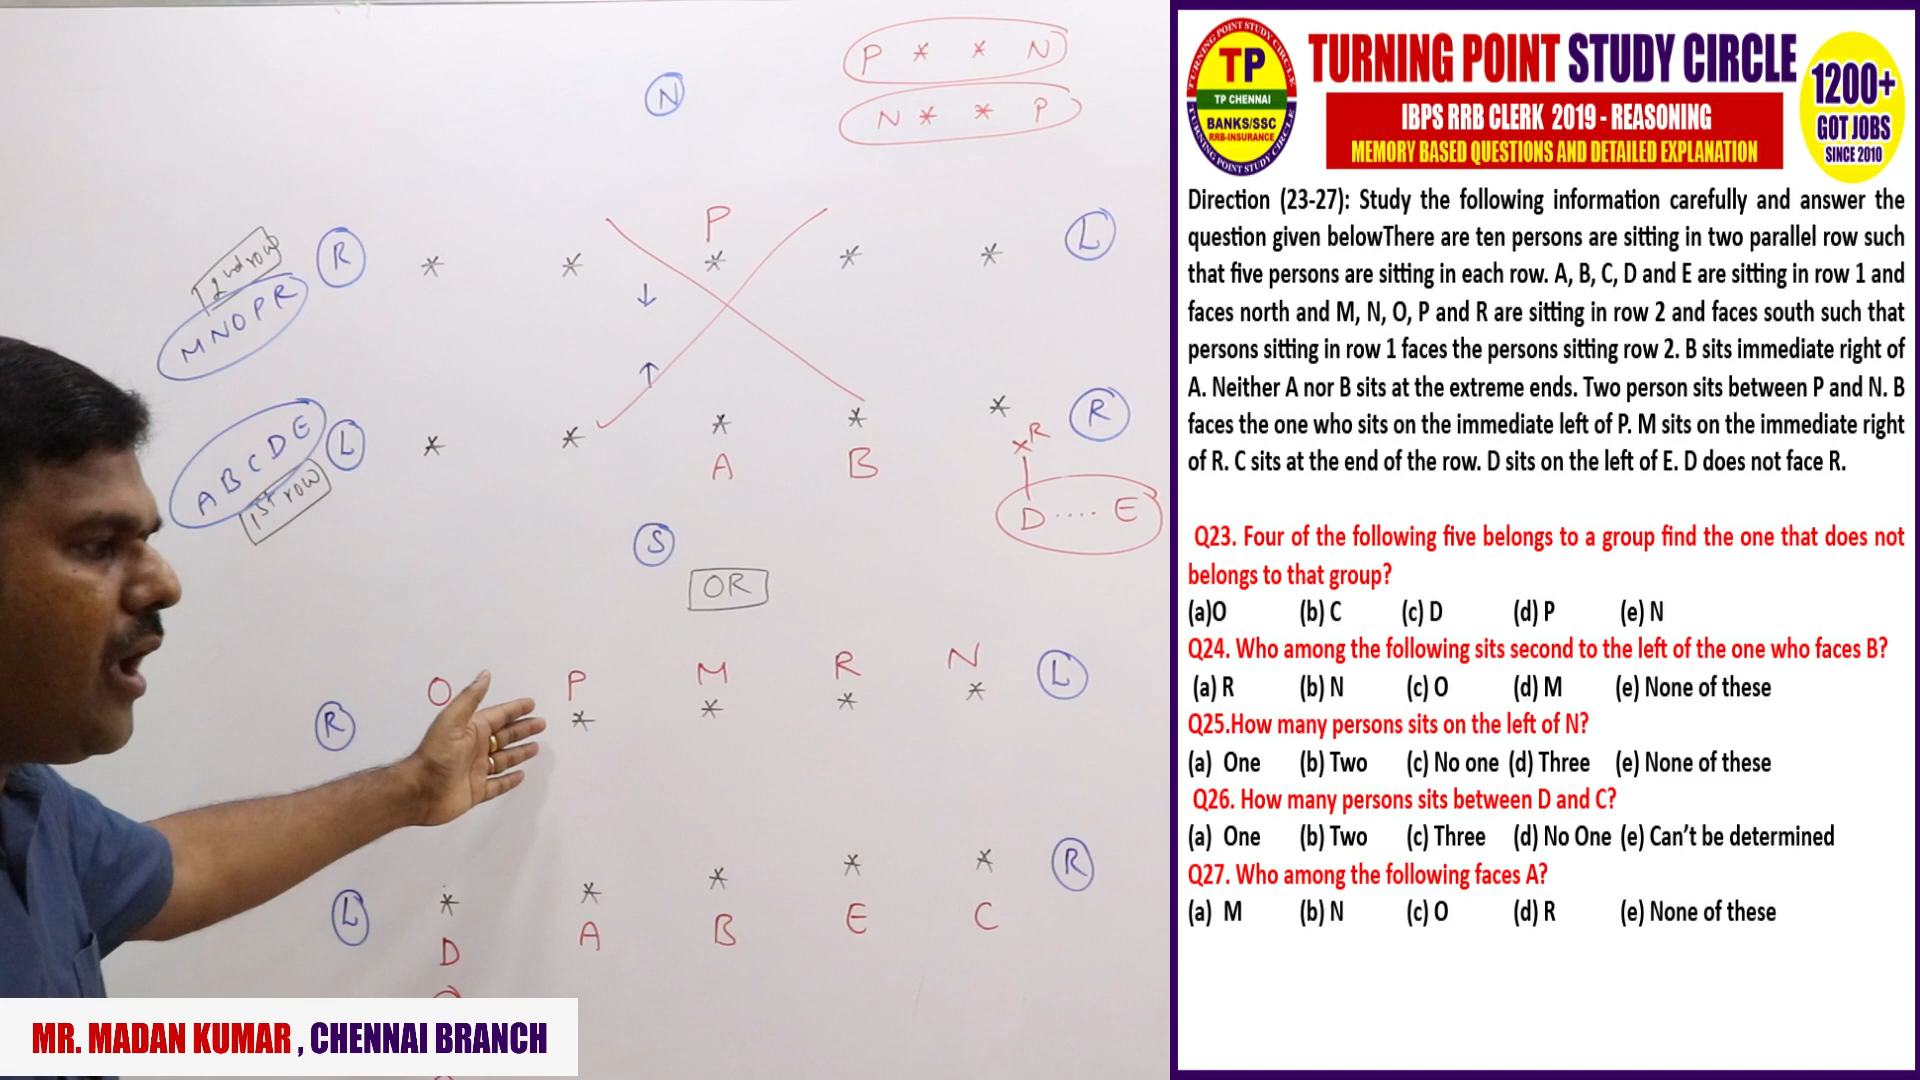 P * * N
N * * P
N
2nd row
R
MNOPR
P
* * * * *
L
ABCDE
1st row
L
* * * * *
A B
R
×R
D .... E
S
OR
O P M R N
R
* * * *
L
L
* * * * *
D A B E C
R
MR. MADAN KUMAR , CHENNAI BRANCH
TURNING POINT STUDY CIRCLE
TP
TP CHENNAI
BANKS/SSC
RRB-INSURANCE
TURNING POINT STUDY CIRCLE
IBPS RRB CLERK 2019 - REASONING
MEMORY BASED QUESTIONS AND DETAILED EXPLANATION
1200+
GOT JOBS
SINCE 2010
Direction (23-27): Study the following information carefully and answer the
question given belowThere are ten persons are sitting in two parallel row such
that five persons are sitting in each row. A, B, C, D and E are sitting in row 1 and
faces north and M, N, O, P and R are sitting in row 2 and faces south such that
persons sitting in row 1 faces the persons sitting row 2. B sits immediate right of
A. Neither A nor B sits at the extreme ends. Two person sits between P and N. B
faces the one who sits on the immediate left of P. M sits on the immediate right
of R. C sits at the end of the row. D sits on the left of E. D does not face R.
Q23. Four of the following five belongs to a group find the one that does not
belongs to that group?
(a)O (b) C (c) D (d) P (e) N
Q24. Who among the following sits second to the left of the one who faces B?
(a) R (b) N (c) O (d) M (e) None of these
Q25.How many persons sits on the left of N?
(a) One (b) Two (c) No one (d) Three (e) None of these
Q26. How many persons sits between D and C?
(a) One (b) Two (c) Three (d) No One (e) Can’t be determined
Q27. Who among the following faces A?
(a) M (b) N (c) O (d) R (e) None of these